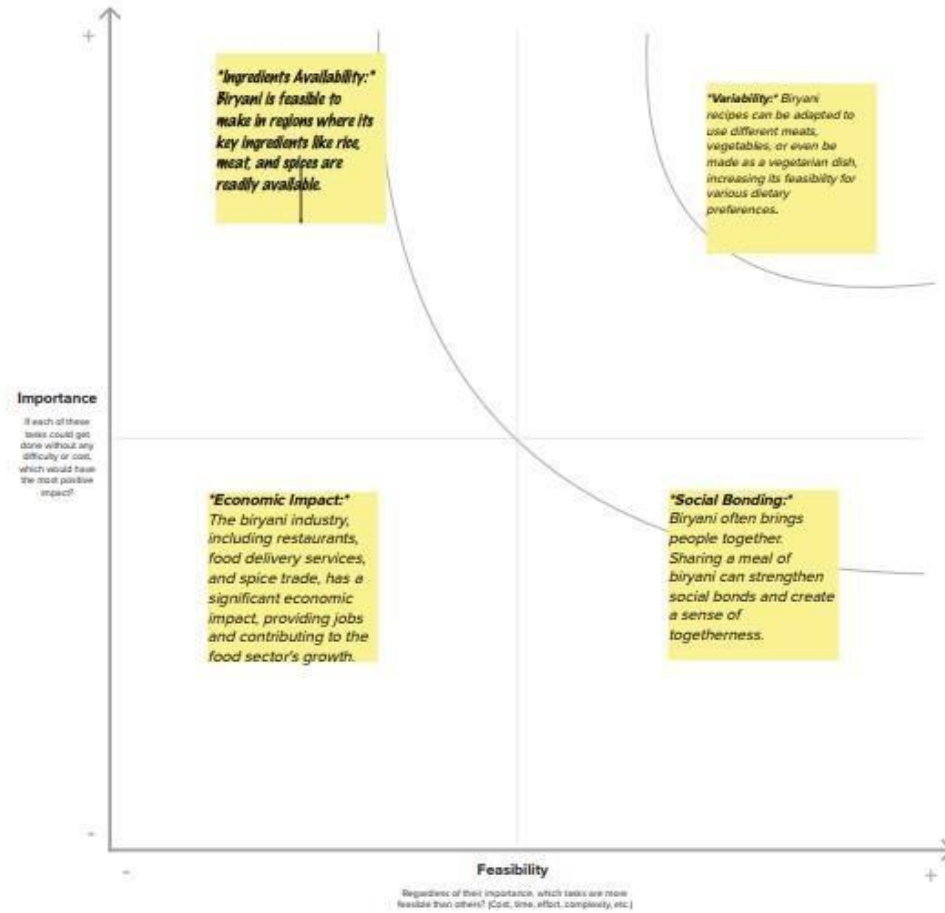 +
"Ingredients Availability:"
Biryani is feasible to
make in regions where its
key ingredients like rice,
meat, and spices are
readily available.
"Variability:" Biryani
recipes can be adapted to
use different meats,
vegetables, or even be
made as a vegetarian dish,
increasing its feasibility for
various dietary
preferences.
Importance
If each of these
tasks could get
done without any
difficulty or cost,
which would have
the most positive
impact?
"Economic Impact:"
The biryani industry,
including restaurants,
food delivery services,
and spice trade, has a
significant economic
impact, providing jobs
and contributing to the
food sector's growth.
"Social Bonding:"
Biryani often brings
people together.
Sharing a meal of
biryani can strengthen
social bonds and create
a sense of
togetherness.
-
-
Feasibility
+
Regardless of their importance, which tasks are more
feasible than others? (Cost, time, effort, complexity, etc.)